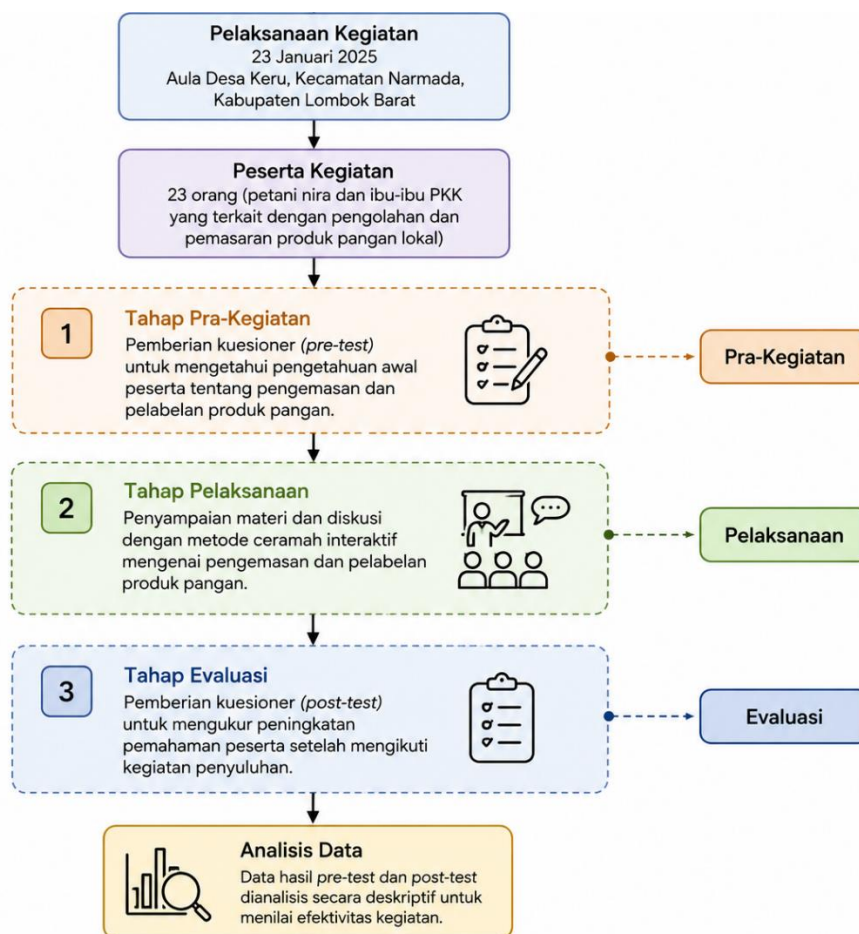 Pelaksanaan Kegiatan
23 Januari 2025
Aula Desa Keru, Kecamatan Narmada,
Kabupaten Lombok Barat
Peserta Kegiatan
23 orang (petani nira dan ibu-ibu PKK
yang terkait dengan pengolahan dan
pemasaran produk pangan lokal)
1
Tahap Pra-Kegiatan
Pemberian kuesioner (pre-test)
untuk mengetahui pengetahuan awal
peserta tentang pengemasan dan
pelabelan produk pangan.
Pra-Kegiatan
2
Tahap Pelaksanaan
Penyampaian materi dan diskusi
dengan metode ceramah interaktif
mengenai pengemasan dan pelabelan
produk pangan.
Pelaksanaan
3
Tahap Evaluasi
Pemberian kuesioner (post-test)
untuk mengukur peningkatan
pemahaman peserta setelah mengikuti
kegiatan penyuluhan.
Evaluasi
Analisis Data
Data hasil pre-test dan post-test
dianalisis secara deskriptif untuk
menilai efektivitas kegiatan.